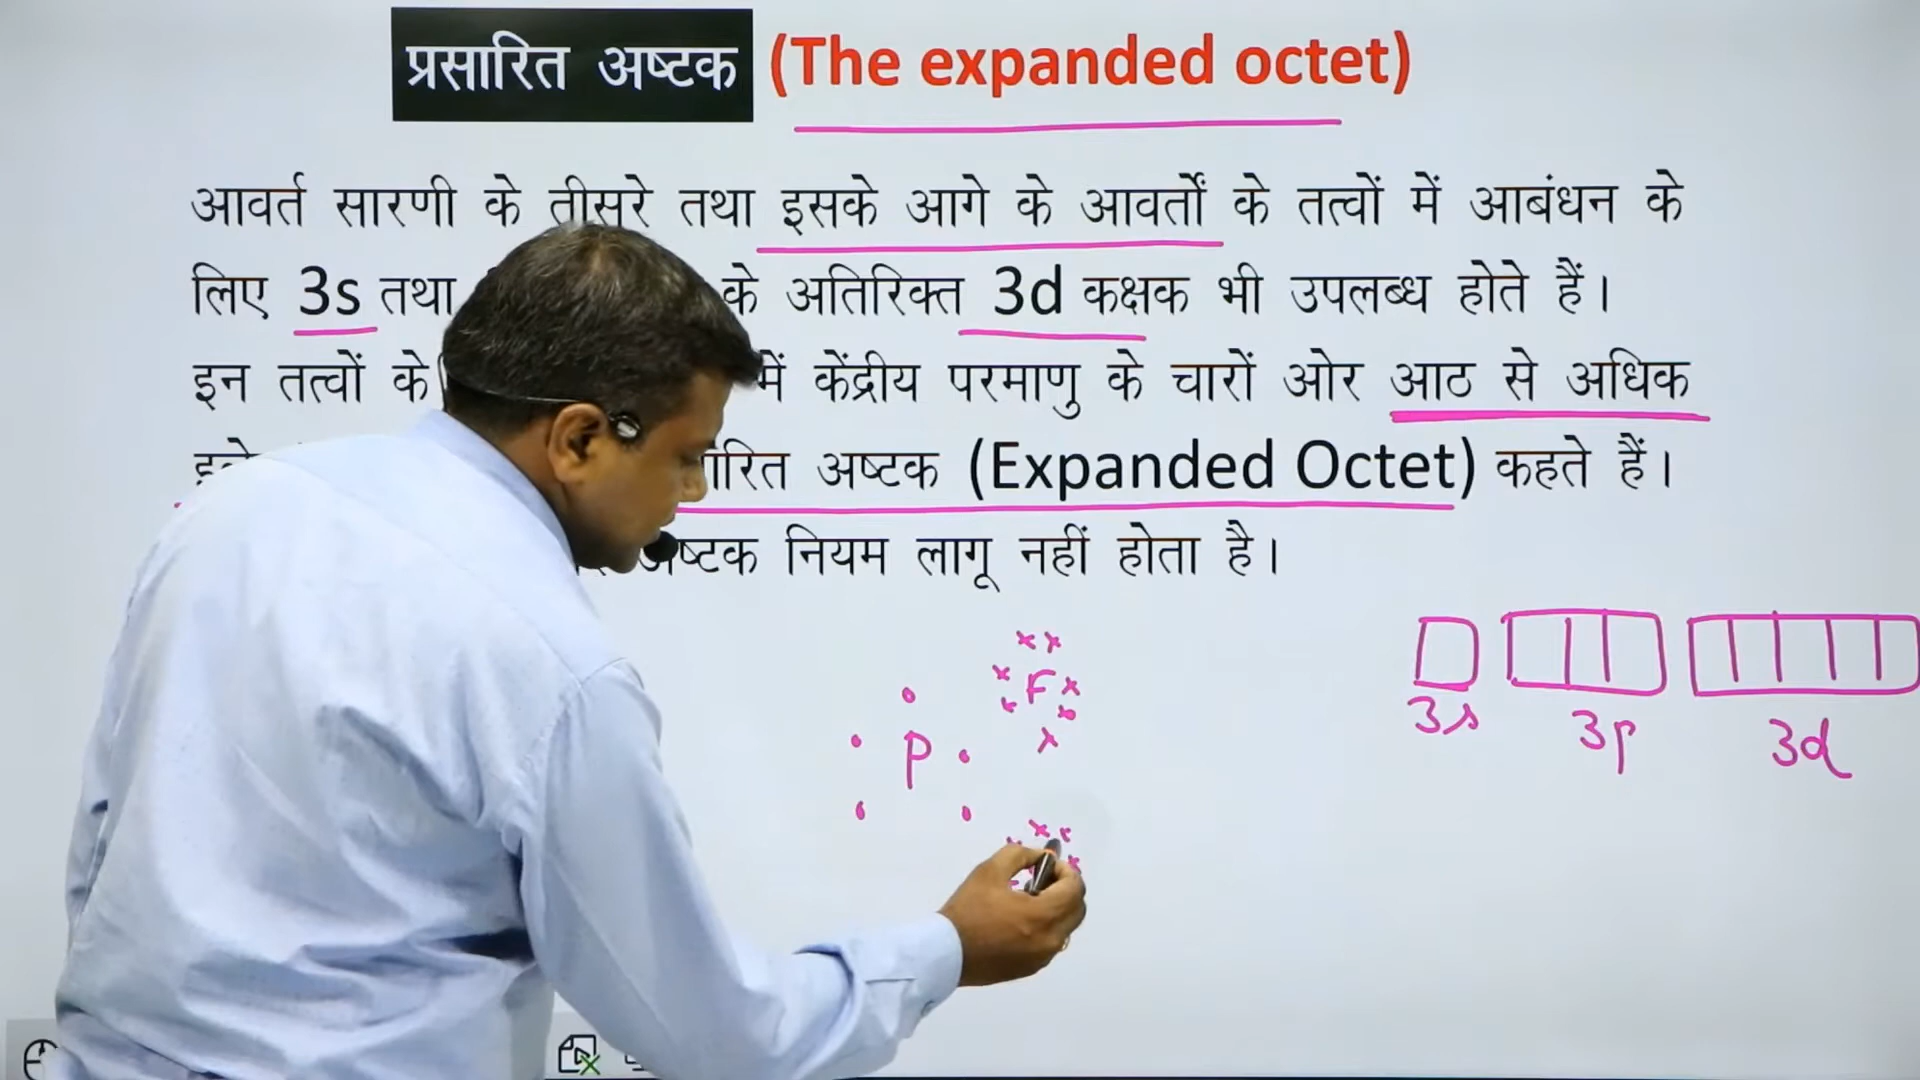 प्रसारित अष्टक (The expanded octet)
आवर्त सारणी के तीसरे तथा इसके आगे के आवर्तों के तत्वों में आबंधन के
लिए 3s तथा के अतिरिक्त 3d कक्षक भी उपलब्ध होते हैं।
इन तत्वों के में केंद्रीय परमाणु के चारों ओर आठ से अधिक
अष्टक (Expanded Octet) कहते हैं।
नियम लागू नहीं होता है।
F
P
3s 3p 3d